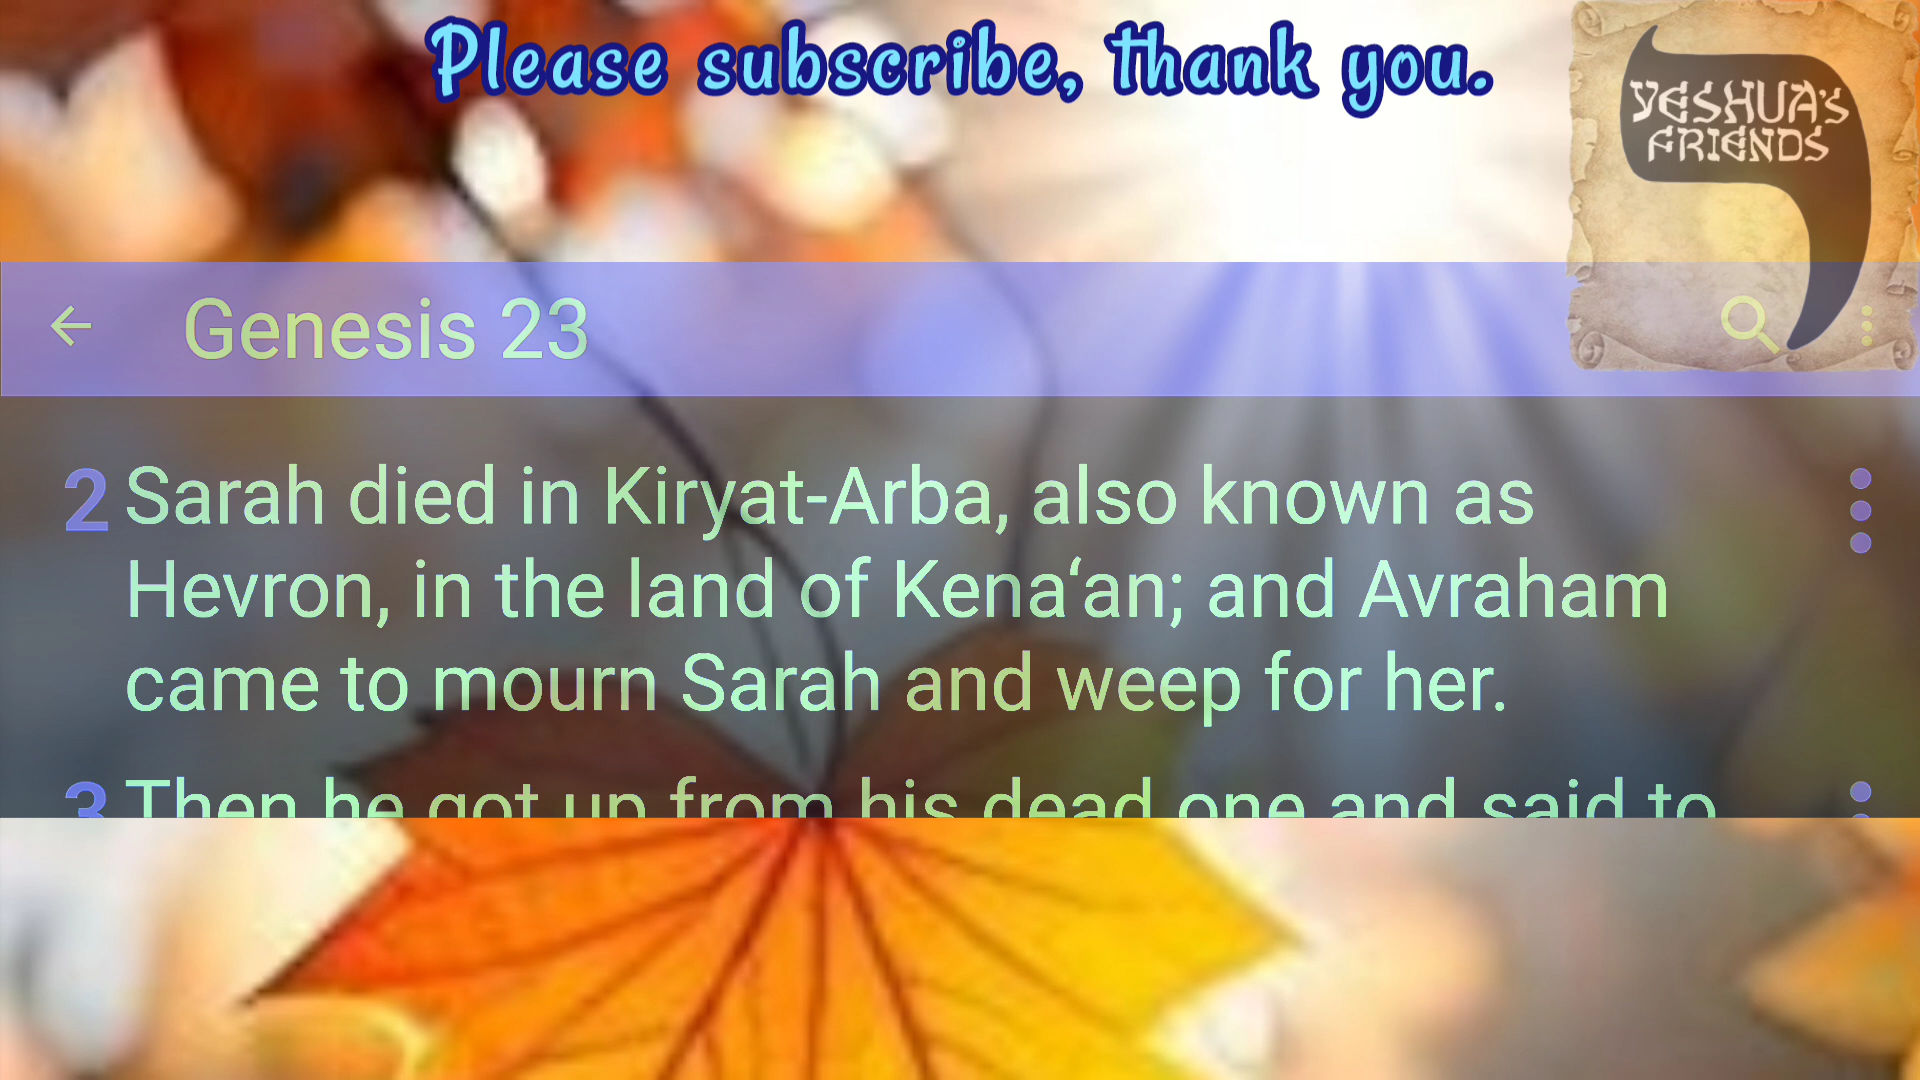 Please subscribe, thank you.
YESHUA'S
FRIENDS
Genesis 23
2 Sarah died in Kiryat-Arba, also known as
Hevron, in the land of Kena‘an; and Avraham
came to mourn Sarah and weep for her.
3 Then he got up from his dead one and said to